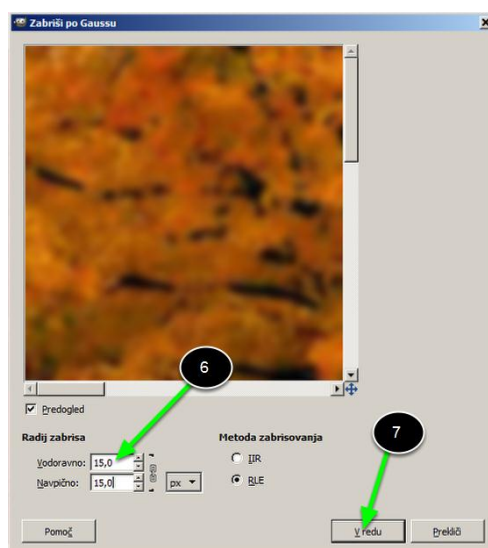 Zabriši po Gaussu
6
Predogled
Radij zabrisa
Metoda zabrisovanja
7
Vodoravno: 15,0
IIR
Navpično: 15,0
px
RLE
Pomoč
V redu
Prekliči